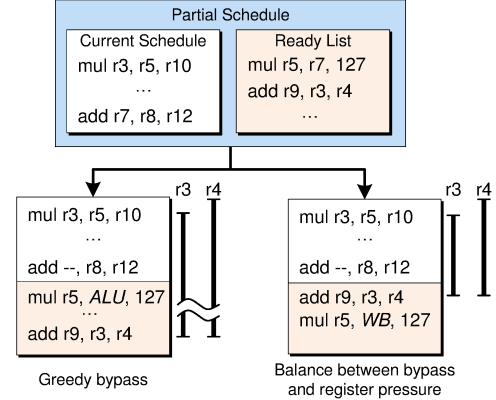 Partial Schedule
Current Schedule
mul r3, r5, r10
...
add r7, r8, r12
Ready List
mul r5, r7, 127
add r9, r3, r4
...
r3 r4
mul r3, r5, r10
...
add --, r8, r12
mul r5, ALU, 127
...
add r9, r3, r4
Greedy bypass
r3 r4
mul r3, r5, r10
...
add --, r8, r12
add r9, r3, r4
mul r5, WB, 127
Balance between bypass
and register pressure